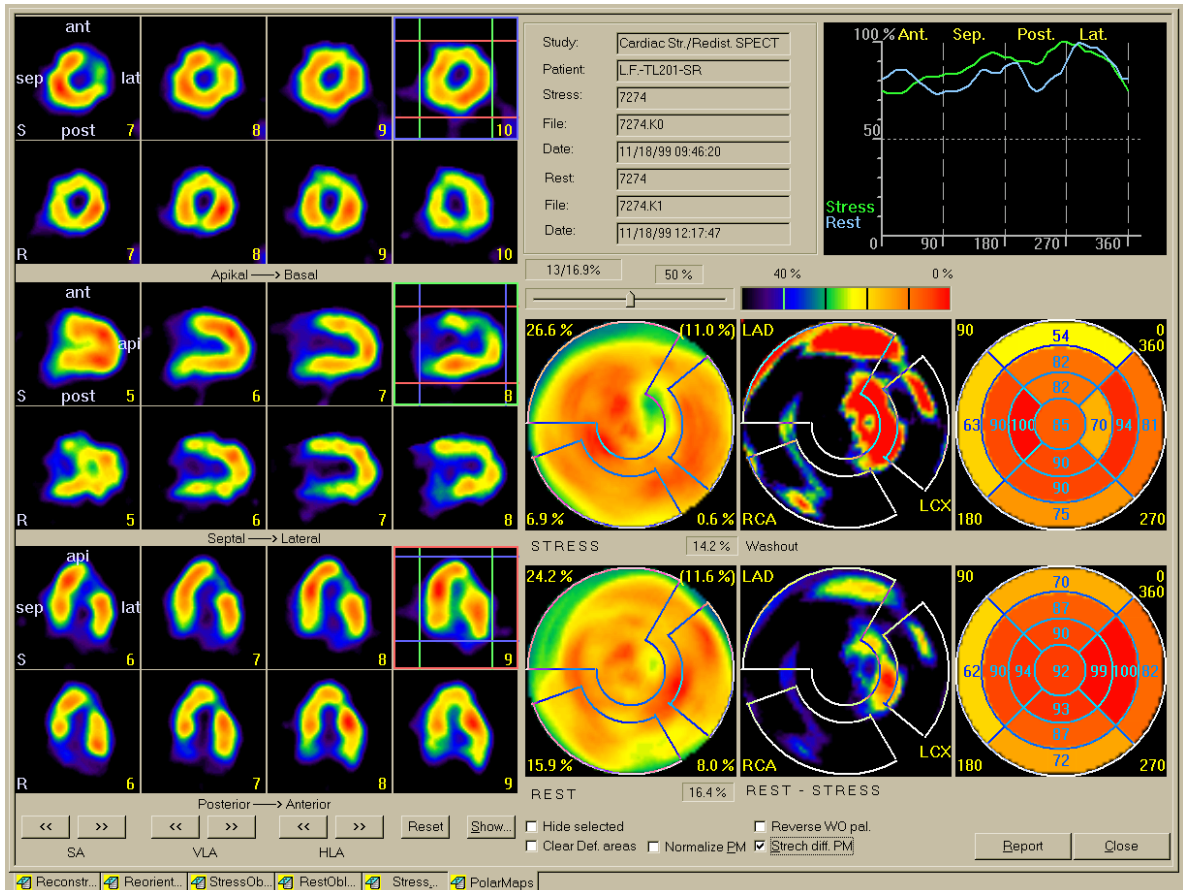 ant
sep
lat
S post 7
8
9
10
R 7
8
9
10
Apikal ----> Basal
ant
api
S post 5
6
7
8
R 5
6
7
8
Septal ----> Lateral
api
sep
lat
S 6
7
8
9
R 6
7
8
9
Posterior ----> Anterior
<< >> << >> << >> Reset Show...
SA VLA HLA
Study: Cardiac Str./Redist. SPECT
Patient: L.F.-TL201-SR
Stress: 7274
File: 7274.K0
Date: 11/18/99 09:46:20
Rest: 7274
File: 7274.K1
Date: 11/18/99 12:17:47
100 % Ant. Sep. Post. Lat.
50
Stress
Rest
0 90 180 270 360
13/16.9% 50 % 40 % 0 %
26.6 % (11.0 %)
6.9 % 0.6 %
STRESS 14.2 %
LAD
RCA LCX
Washout
90 0
360
54
82
82
63 90 100 85 70 94 81
90
90
75
180 270
24.2 % (11.6 %)
15.9 % 8.0 %
REST 16.4 %
LAD
RCA LCX
REST - STRESS
90 0
360
70
87
90
62 90 94 92 99 100 82
93
87
72
180 270
Hide selected
Reverse WO pal.
Clear Def. areas
Normalize PM
Strech diff. PM
Report Close
Reconstr... Reorient... StressOb... RestObl... Stress... PolarMaps